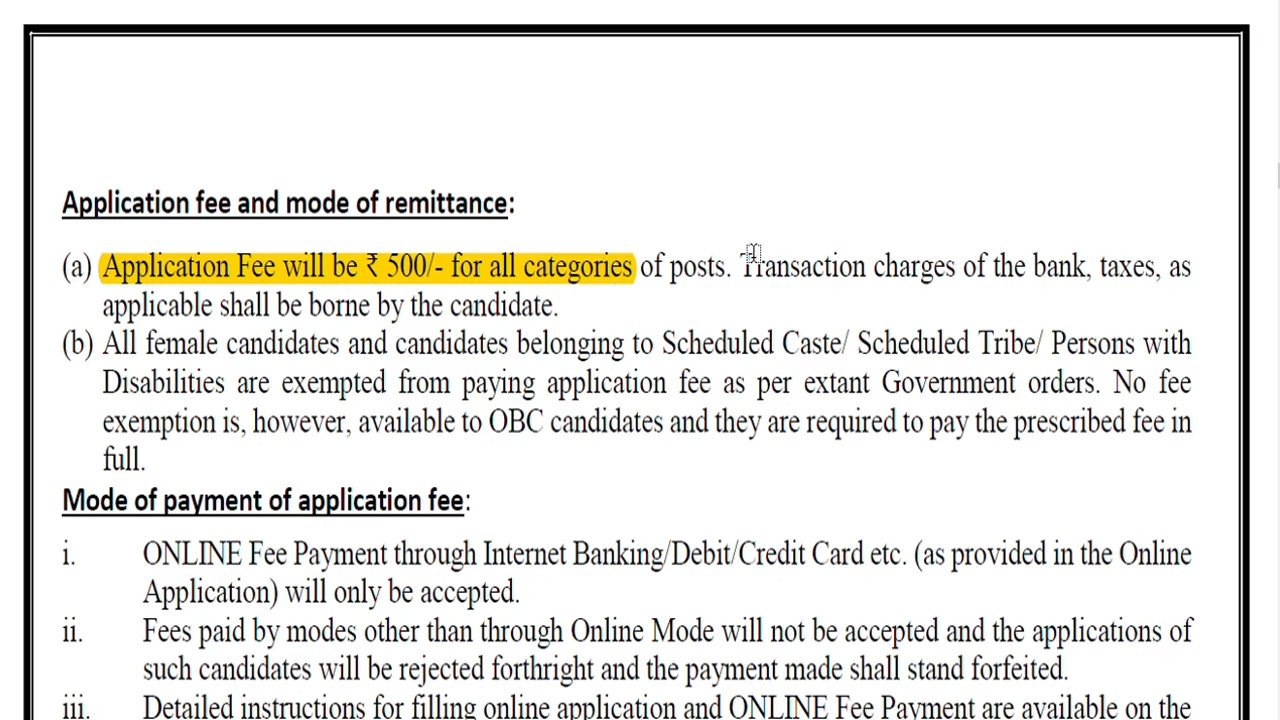 Application fee and mode of remittance:
(a) Application Fee will be ₹ 500/- for all categories of posts. Transaction charges of the bank, taxes, as
applicable shall be borne by the candidate.
(b) All female candidates and candidates belonging to Scheduled Caste/ Scheduled Tribe/ Persons with
Disabilities are exempted from paying application fee as per extant Government orders. No fee
exemption is, however, available to OBC candidates and they are required to pay the prescribed fee in
full.
Mode of payment of application fee:
i. ONLINE Fee Payment through Internet Banking/Debit/Credit Card etc. (as provided in the Online
Application) will only be accepted.
ii. Fees paid by modes other than through Online Mode will not be accepted and the applications of
such candidates will be rejected forthright and the payment made shall stand forfeited.
iii. Detailed instructions for filling online application and ONLINE Fee Payment are available on the